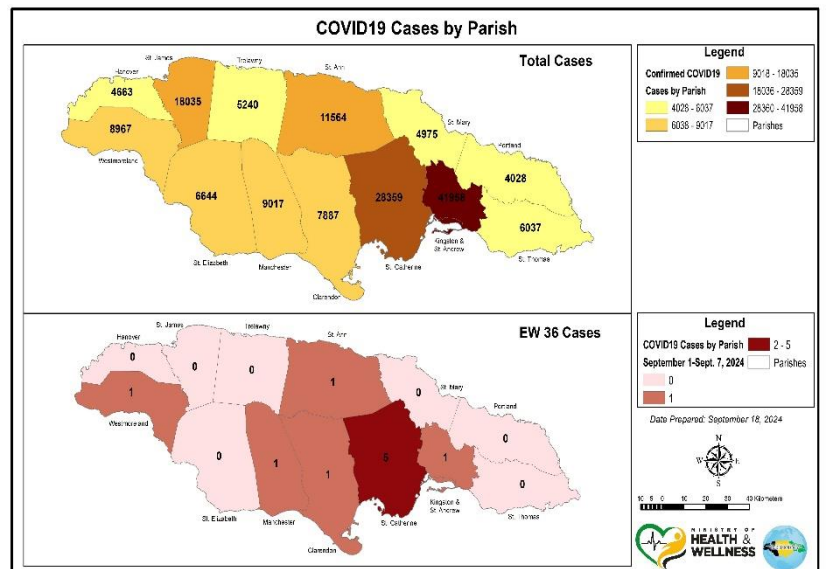 COVID19 Cases by Parish
Total Cases
St. James
Trelawny
St. Ann
Hanover
4663
18035
5240
11564
St. Mary
4975
8967
Portland
Westmoreland
4028
6644
9017
7887
28359
41958
6037
St. Elizabeth
Manchester
St. Catherine
Kingston &
St. Andrew
St. Thomas
Clarendon
Legend
Confirmed COVID19
Cases by Parish
4028 - 6037
6038 - 9017
9018 - 18035
18036 - 28359
28360 - 41958
Parishes
EW 36 Cases
St. James
Trelawny
St. Ann
Hanover
0
0
0
1
0
St. Mary
1
Portland
Westmoreland
0
0
1
1
5
1
0
St. Elizabeth
Manchester
St. Catherine
Kingston &
St. Andrew
St. Thomas
Clarendon
Legend
COVID19 Cases by Parish
September 1-Sept. 7, 2024
0
1
2 - 5
Parishes
Date Prepared: September 18, 2024
N
W E
S
10 5 0 10 20 30 40 Kilometers
MINISTRY OF
HEALTH &
WELLNESS